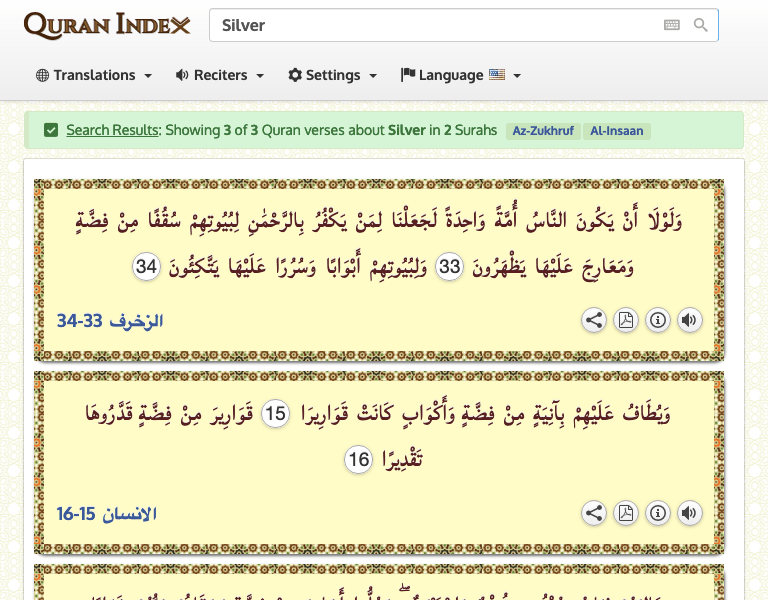 QURAN INDEX
Silver
Translations Reciters Settings Language
Search Results: Showing 3 of 3 Quran verses about Silver in 2 Surahs Az-Zukhruf Al-Insaan
وَلَوْلَا أَنْ يَكُونَ النَّاسُ أُمَّةً وَاحِدَةً لَجَعَلْنَا لِمَنْ يَكْفُرُ بِالرَّحْمَٰنِ لِبُيُوتِهِمْ سُقُفًا مِنْ فِضَّةٍ
وَمَعَارِجَ عَلَيْهَا يَظْهَرُونَ 33 وَلِبُيُوتِهِمْ أَبْوَابًا وَسُرُرًا عَلَيْهَا يَتَّكِئُونَ 34
الزخرف 33-34
وَيُطَافُ عَلَيْهِمْ بِآنِيَةٍ مِنْ فِضَّةٍ وَأَكْوَابٍ كَانَتْ قَوَارِيرَا 15 قَوَارِيرَ مِنْ فِضَّةٍ قَدَّرُوهَا
تَقْدِيرًا 16
الانسان 15-16